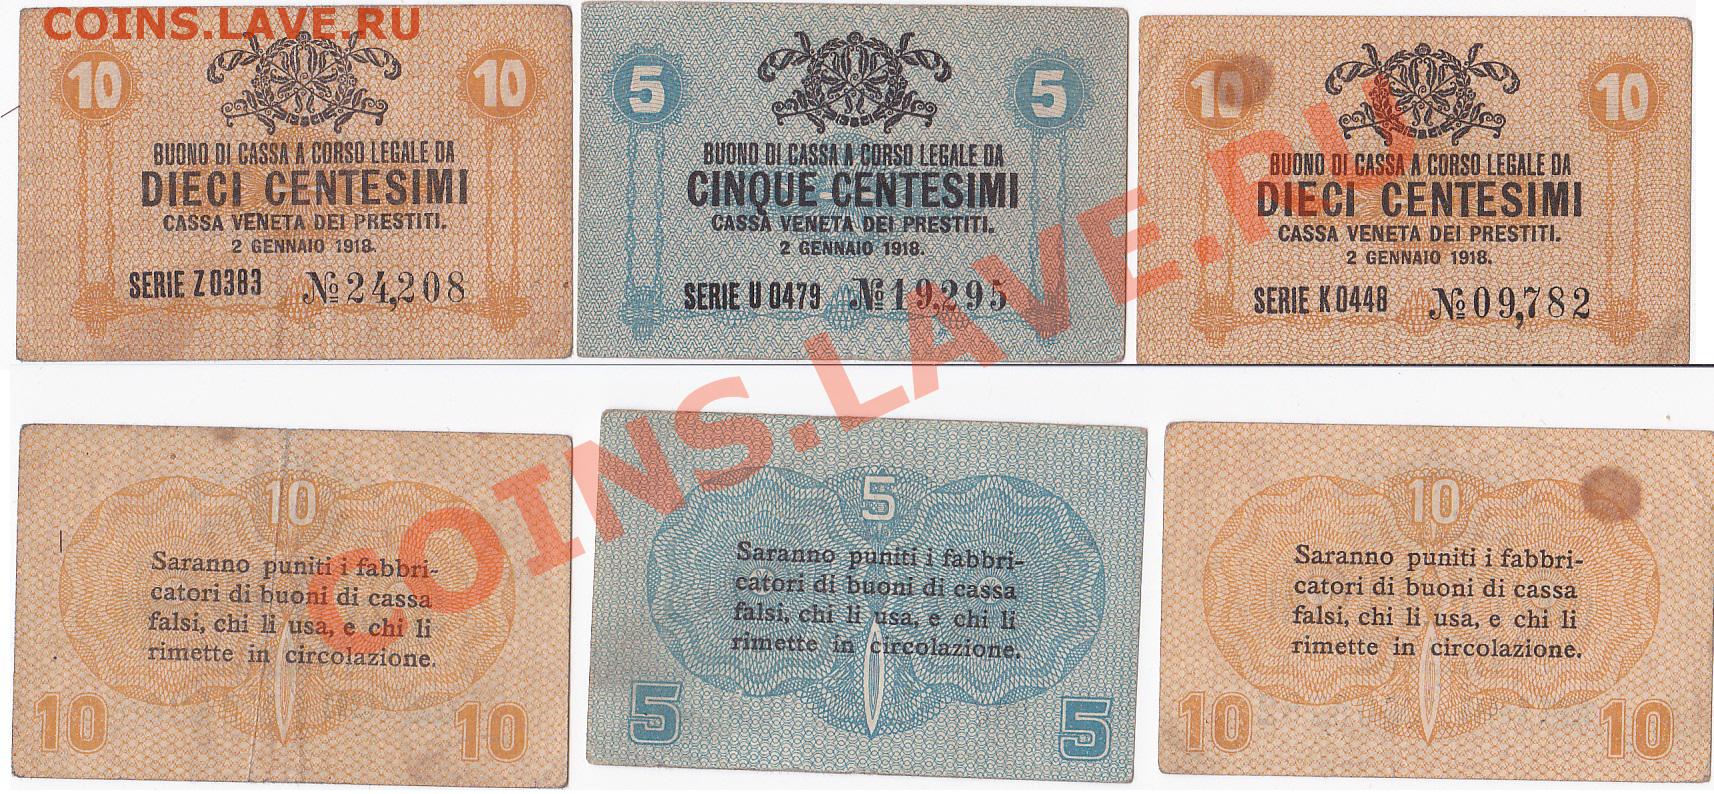 COINS.LAVE.RU
10 10
BUONO DI CASSA A CORSO LEGALE DA
DIECI CENTESIMI
CASSA VENETA DEI PRESTITI.
2 GENNAIO 1918.
SERIE Z 0383 № 24,208
5 5
BUONO DI CASSA A CORSO LEGALE DA
CINQUE CENTESIMI
CASSA VENETA DEI PRESTITI.
2 GENNAIO 1918.
SERIE U 0479 № 19,295
10 10
BUONO DI CASSA A CORSO LEGALE DA
DIECI CENTESIMI
CASSA VENETA DEI PRESTITI.
2 GENNAIO 1918.
SERIE K 0448 № 09,782
COINS.LAVE.RU
10
Saranno puniti i fabbri-
catori di buoni di cassa
falsi, chi li usa, e chi li
rimette in circolazione.
10 10
5
Saranno puniti i fabbri-
catori di buoni di cassa
falsi, chi li usa, e chi li
rimette in circolazione.
5 5
10
Saranno puniti i fabbri-
catori di buoni di cassa
falsi, chi li usa, e chi li
rimette in circolazione.
10 10